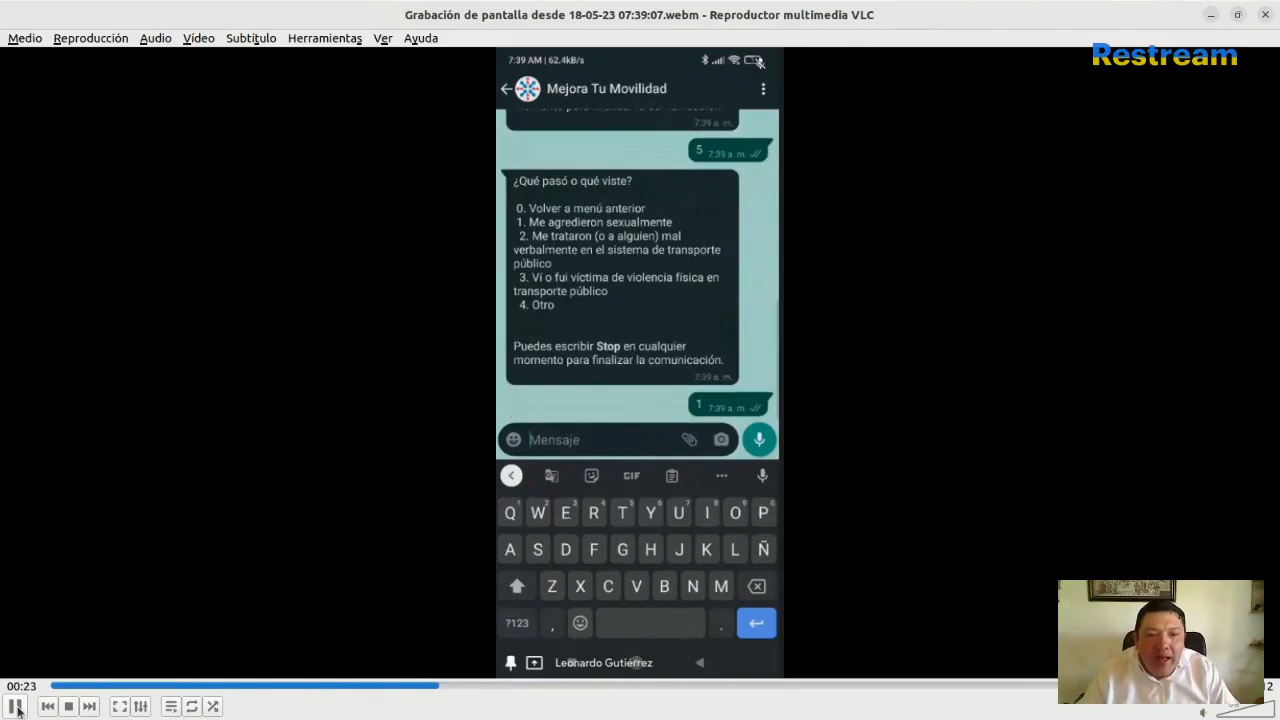 Grabación de pantalla desde 18-05-23 07:39:07.webm - Reproductor multimedia VLC
Medio Reproducción Audio Vídeo Subtítulo Herramientas Ver Ayuda
Restream
7:39 AM | 62.4kB/s
Mejora Tu Movilidad
7:39 a. m.
5 7:39 a. m.
¿Qué pasó o qué viste?
0. Volver a menú anterior
1. Me agredieron sexualmente
2. Me trataron (o a alguien) mal
verbalmente en el sistema de transporte
público
3. Ví o fui víctima de violencia física en
transporte público
4. Otro
Puedes escribir Stop en cualquier
momento para finalizar la comunicación.
7:39 a. m.
1 7:39 a. m.
Mensaje
GIF
Q W E R T Y U I O P
A S D F G H J K L Ñ
Z X C V B N M
?123 , .
Leonardo Gutierrez
00:23